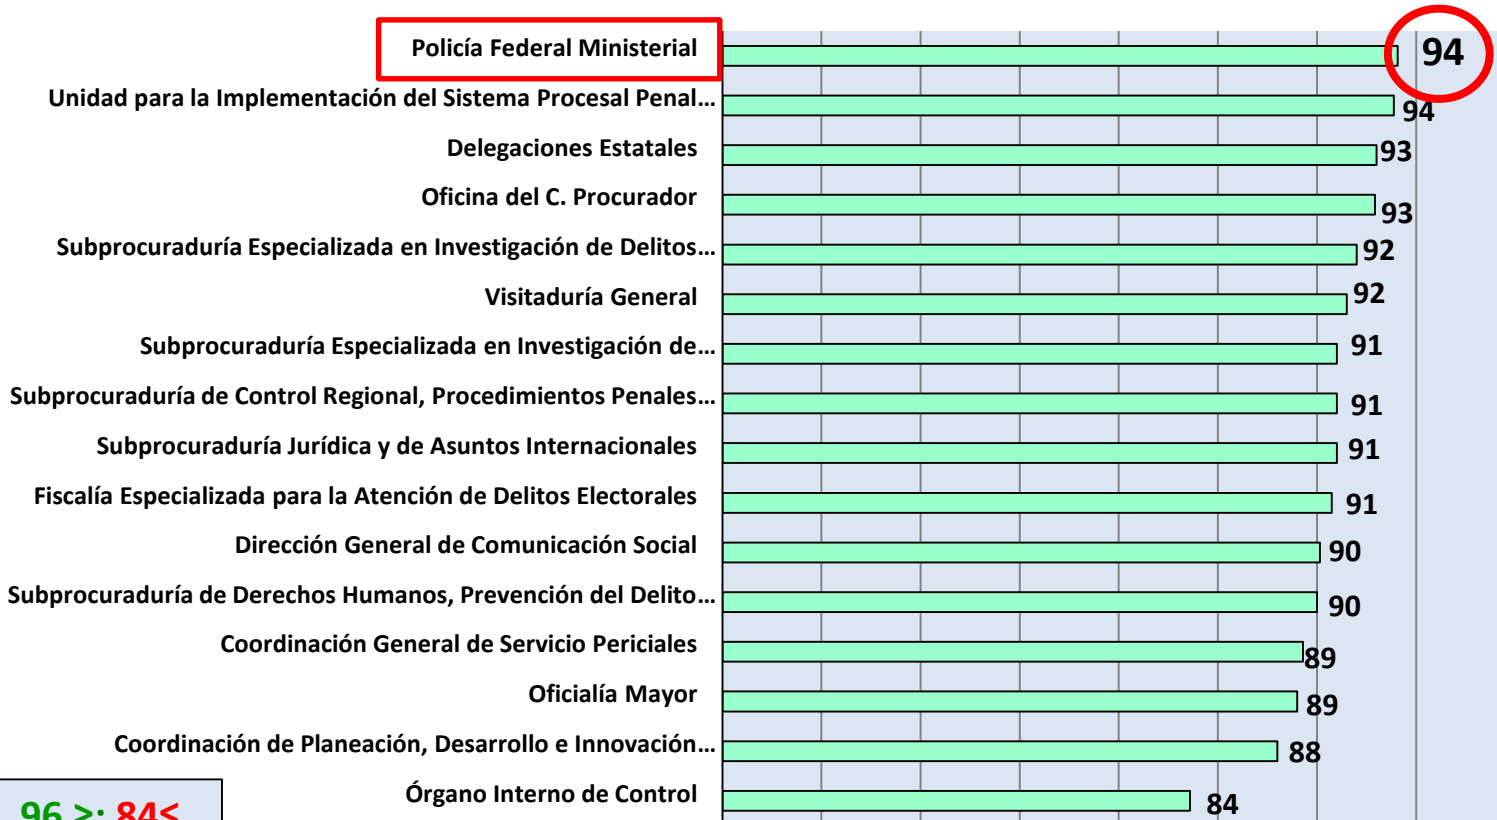 Policía Federal Ministerial 94
Unidad para la Implementación del Sistema Procesal Penal... 94
Delegaciones Estatales 93
Oficina del C. Procurador 93
Subprocuraduría Especializada en Investigación de Delitos... 92
Visitaduría General 92
Subprocuraduría Especializada en Investigación de... 91
Subprocuraduría de Control Regional, Procedimientos Penales... 91
Subprocuraduría Jurídica y de Asuntos Internacionales 91
Fiscalía Especializada para la Atención de Delitos Electorales 91
Dirección General de Comunicación Social 90
Subprocuraduría de Derechos Humanos, Prevención del Delito... 90
Coordinación General de Servicio Periciales 89
Oficialía Mayor 89
Coordinación de Planeación, Desarrollo e Innovación... 88
Órgano Interno de Control 84
96 >; 84<